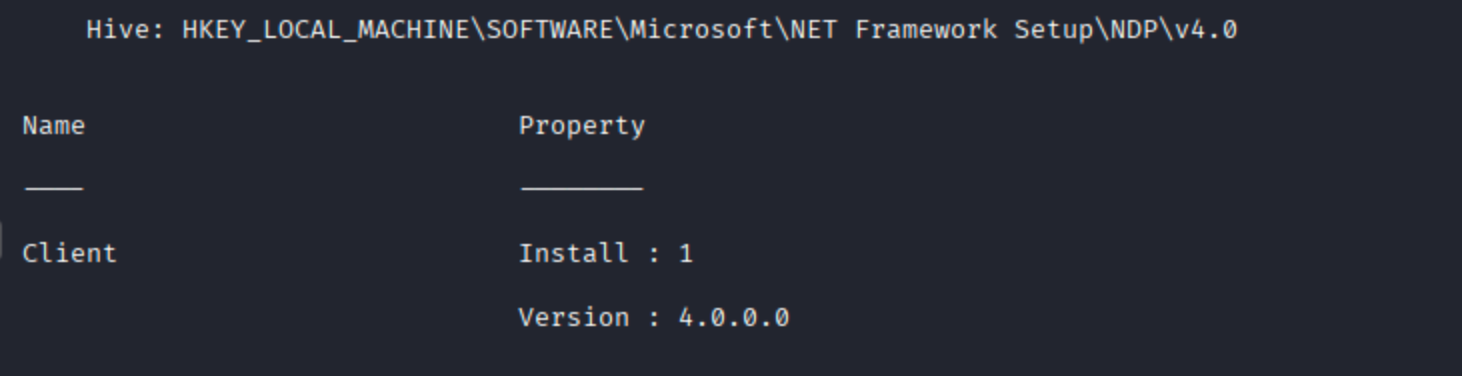 Hive: HKEY_LOCAL_MACHINE\SOFTWARE\Microsoft\NET Framework Setup\NDP\v4.0
Name Property
---- --------
Client Install : 1
Version : 4.0.0.0